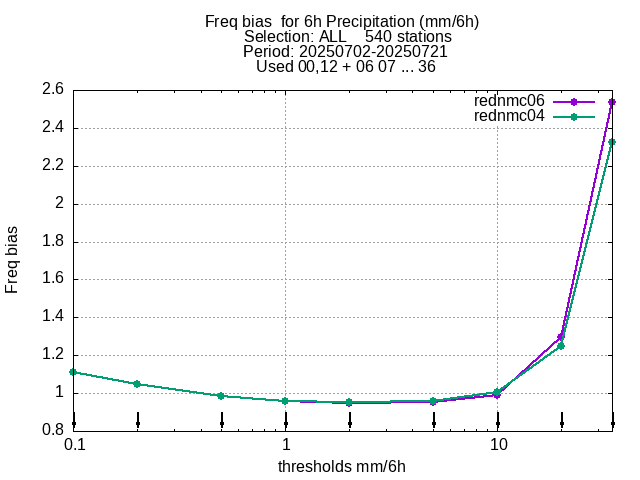 Freq bias  for 6h Precipitation (mm/6h)
Selection: ALL    540 stations
Period: 20250702-20250721
Used 00,12 + 06 07 ... 36
rednmc06
rednmc04
2.6
2.4
2.2
2
1.8
1.6
1.4
1.2
1
0.8
Freq bias
0.1
1
10
thresholds mm/6h